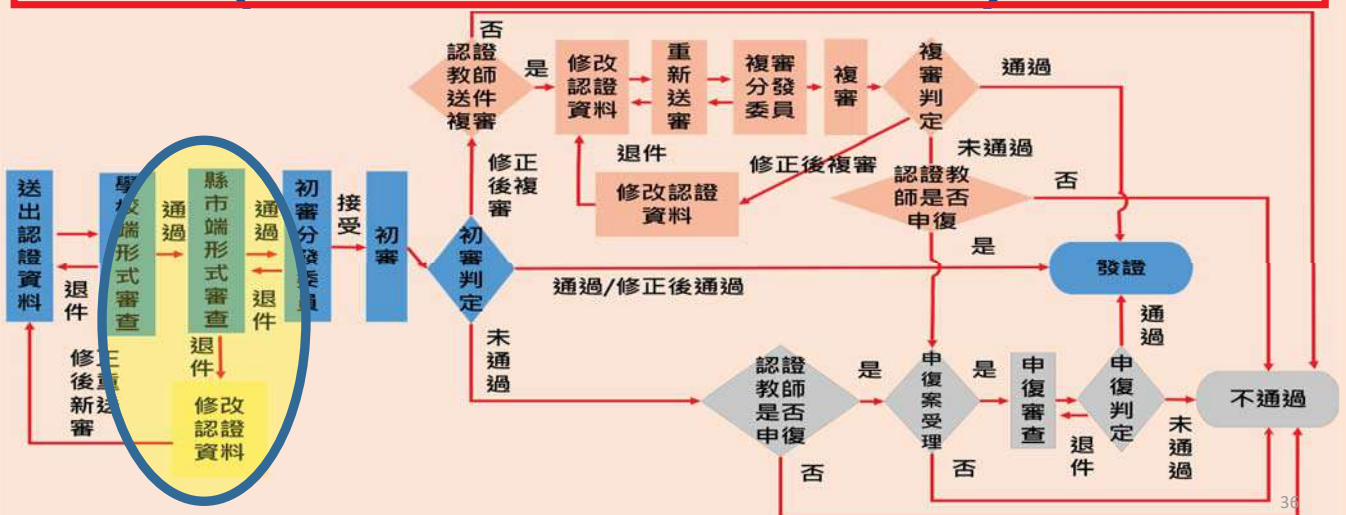 否
認證
教師
送件
複審
是
修改
認證
資料
重新送審
複審
分發
委員
複審
複審判定
通過
修正
後複
審
退件
修正後複審
未通過
修改認證
資料
認證教
師是否
申復
否
是
送出認證資料
退件
學校端形式審查
通過
縣市端形式審查
通過
退件
初審分發委員
接受
初審
初審判定
通過/修正後通過
發證
退件
修正
後重
新送
審
修改
認證
資料
未通過
認證
教師
是否
申復
是
申復案受理
是
申復審查
退件
申復判定
通過
未通過
不通過
否
否
36